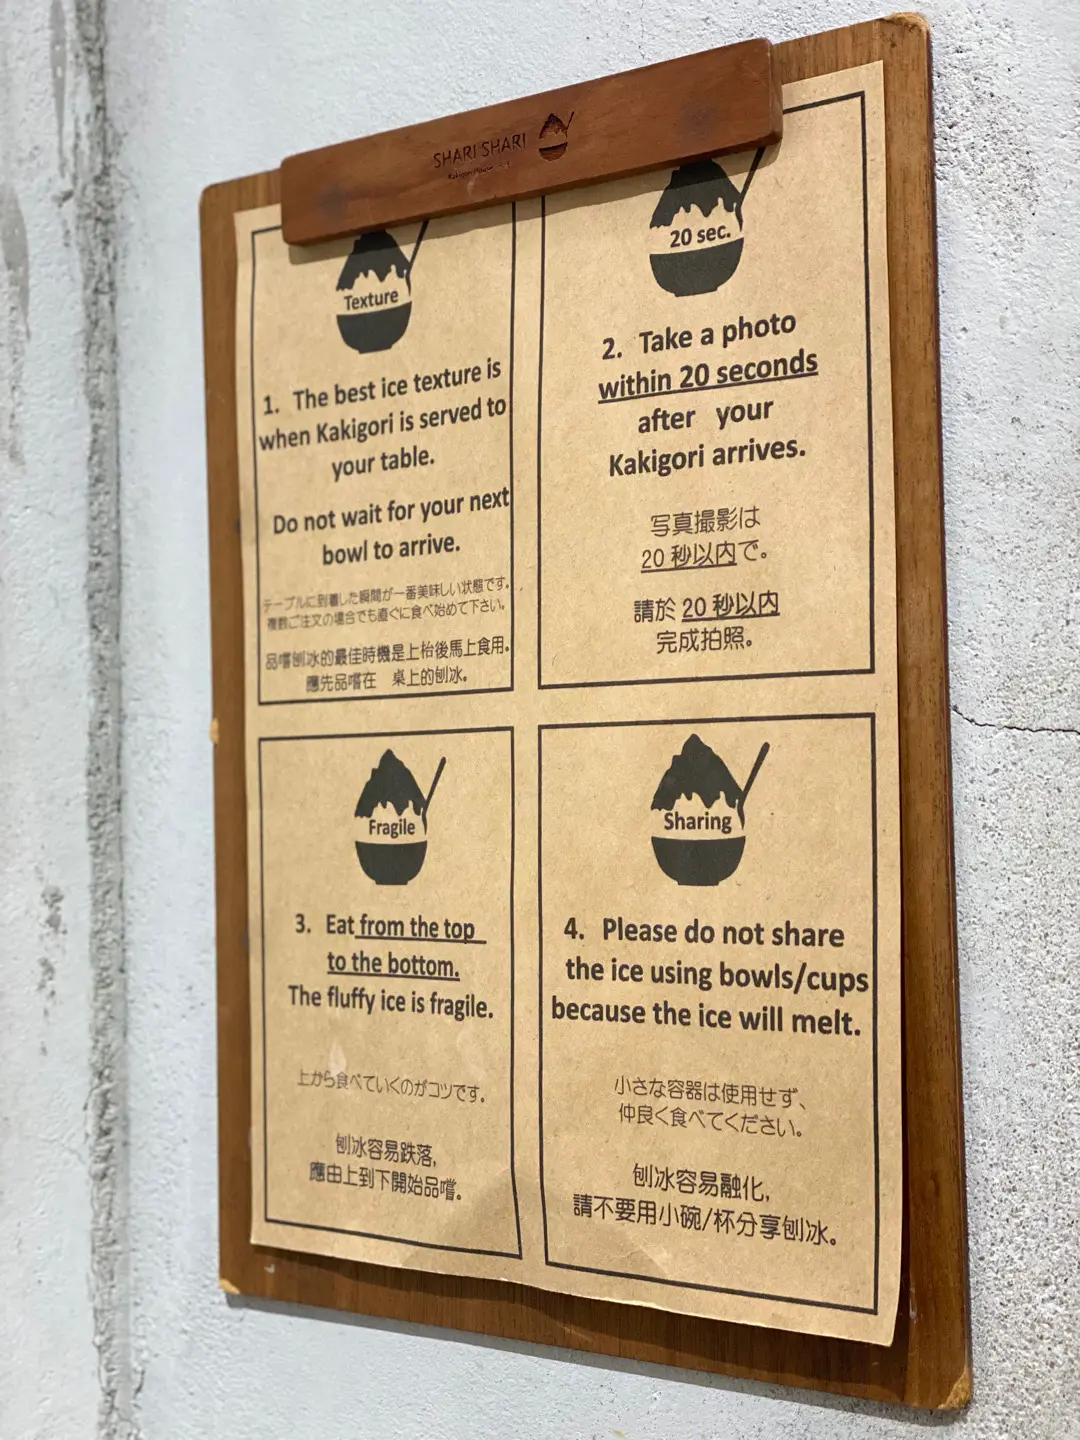 SHARI SHARI
Texture
1. The best ice texture is
when Kakigori is served to
your table.
Do not wait for your next
bowl to arrive.
テーブルに到着した瞬間が一番美味しい状態です。
複数ご注文の場合でも直ぐに食べ始めて下さい。
品嚐刨冰的最佳時機是上枱後馬上食用。
應先品嚐在 桌上的刨冰。
20 sec.
2. Take a photo
within 20 seconds
after your
Kakigori arrives.
写真撮影は
20 秒以内で。
請於 20 秒以内
完成拍照。
Fragile
3. Eat from the top
to the bottom.
The fluffy ice is fragile.
上から食べていくのがコツです。
刨冰容易跌落,
應由上到下開始品嚐。
Sharing
4. Please do not share
the ice using bowls/cups
because the ice will melt.
小さな容器は使用せず、
仲良く食べてください。
刨冰容易融化,
請不要用小碗/杯分享刨冰。